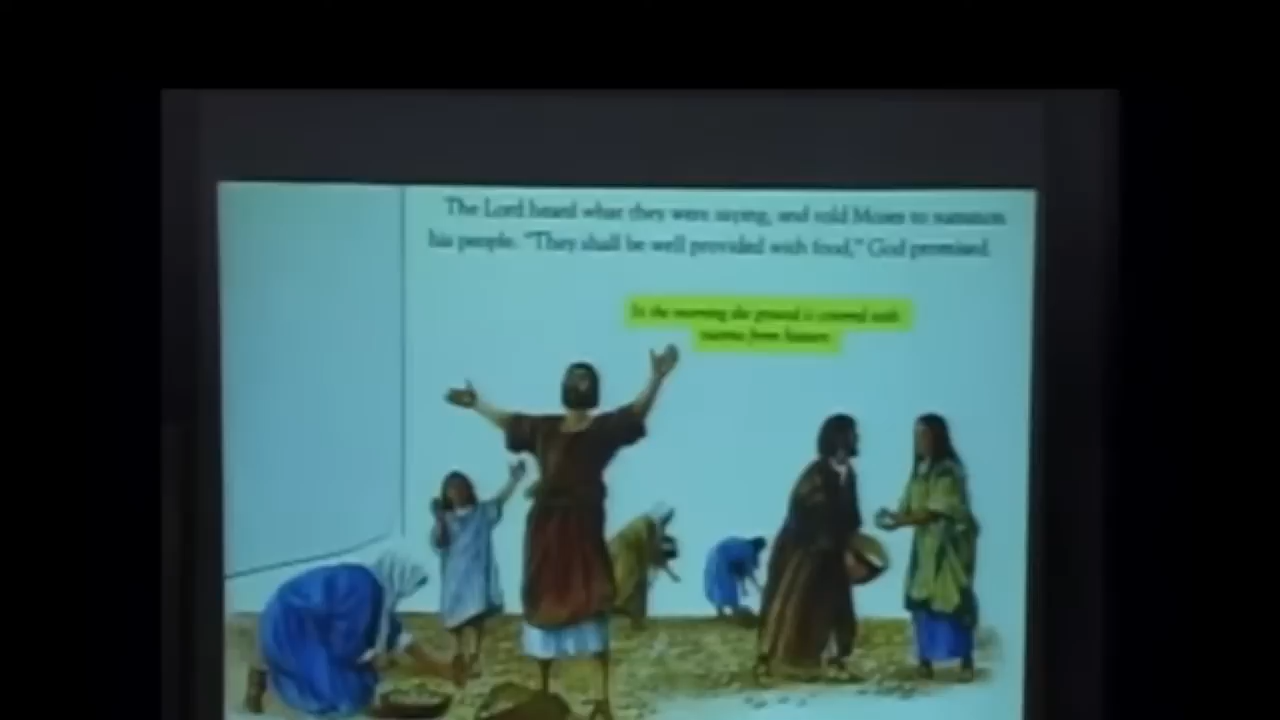 The Lord heard what they were saying, and told Moses to summon
his people. "They shall be well provided with food," God promised.
In the morning the ground is covered with
manna from heaven